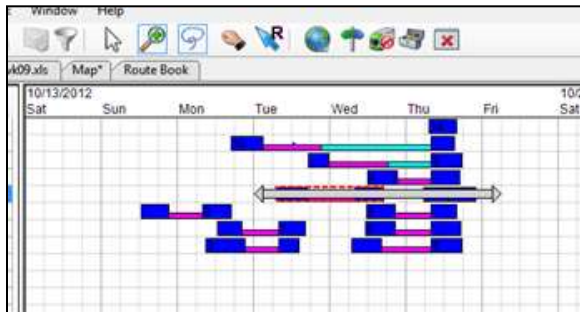 Window Help
R
vk09.xls Map* Route Book
10/13/2012 10/2
Sat Sun Mon Tue Wed Thu Fri Sat